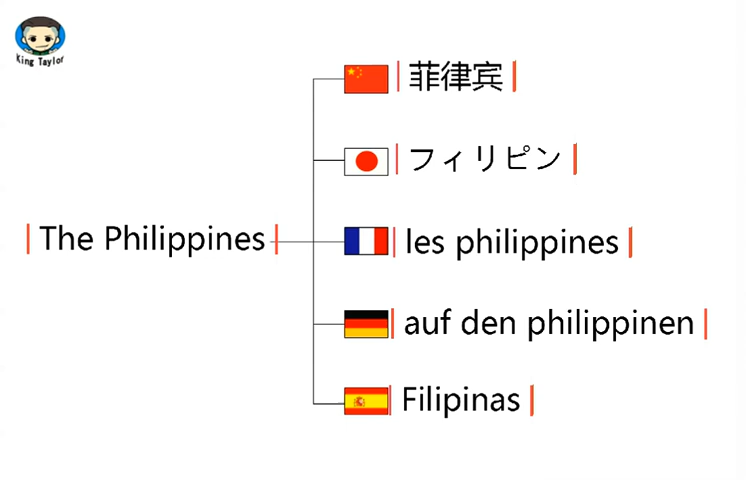 King Taylor
菲律宾
フィリピン
The Philippines
les philippines
auf den philippinen
Filipinas